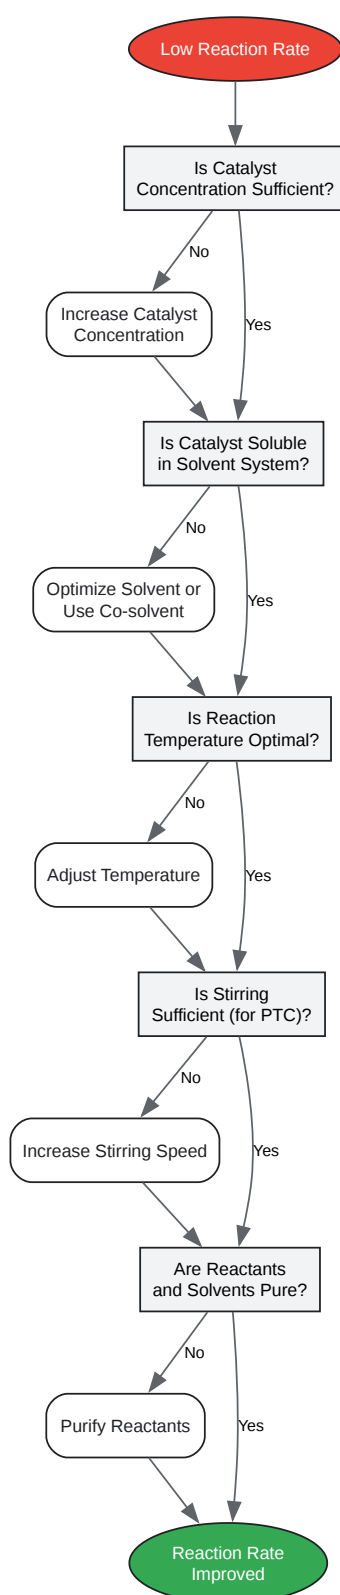 Low Reaction Rate
Is Catalyst
Concentration Sufficient?
No
Increase Catalyst
Concentration
Yes
Is Catalyst Soluble
in Solvent System?
No
Optimize Solvent or
Use Co-solvent
Yes
Is Reaction
Temperature Optimal?
No
Adjust Temperature
Yes
Is Stirring
Sufficient (for PTC)?
No
Increase Stirring Speed
Yes
Are Reactants
and Solvents Pure?
No
Purify Reactants
Yes
Reaction Rate
Improved